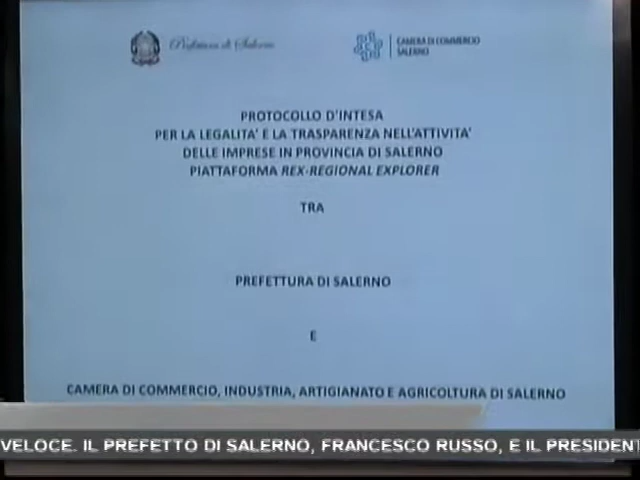 Prefettura di Salerno
CAMERA DI COMMERCIO
SALERNO
PROTOCOLLO D'INTESA
PER LA LEGALITA' E LA TRASPARENZA NELL'ATTIVITA'
DELLE IMPRESE IN PROVINCIA DI SALERNO
PIATTAFORMA REX-REGIONAL EXPLORER
TRA
PREFETTURA DI SALERNO
E
CAMERA DI COMMERCIO, INDUSTRIA, ARTIGIANATO E AGRICOLTURA DI SALERNO
VELOCE. IL PREFETTO DI SALERNO, FRANCESCO RUSSO, E IL PRESIDENT